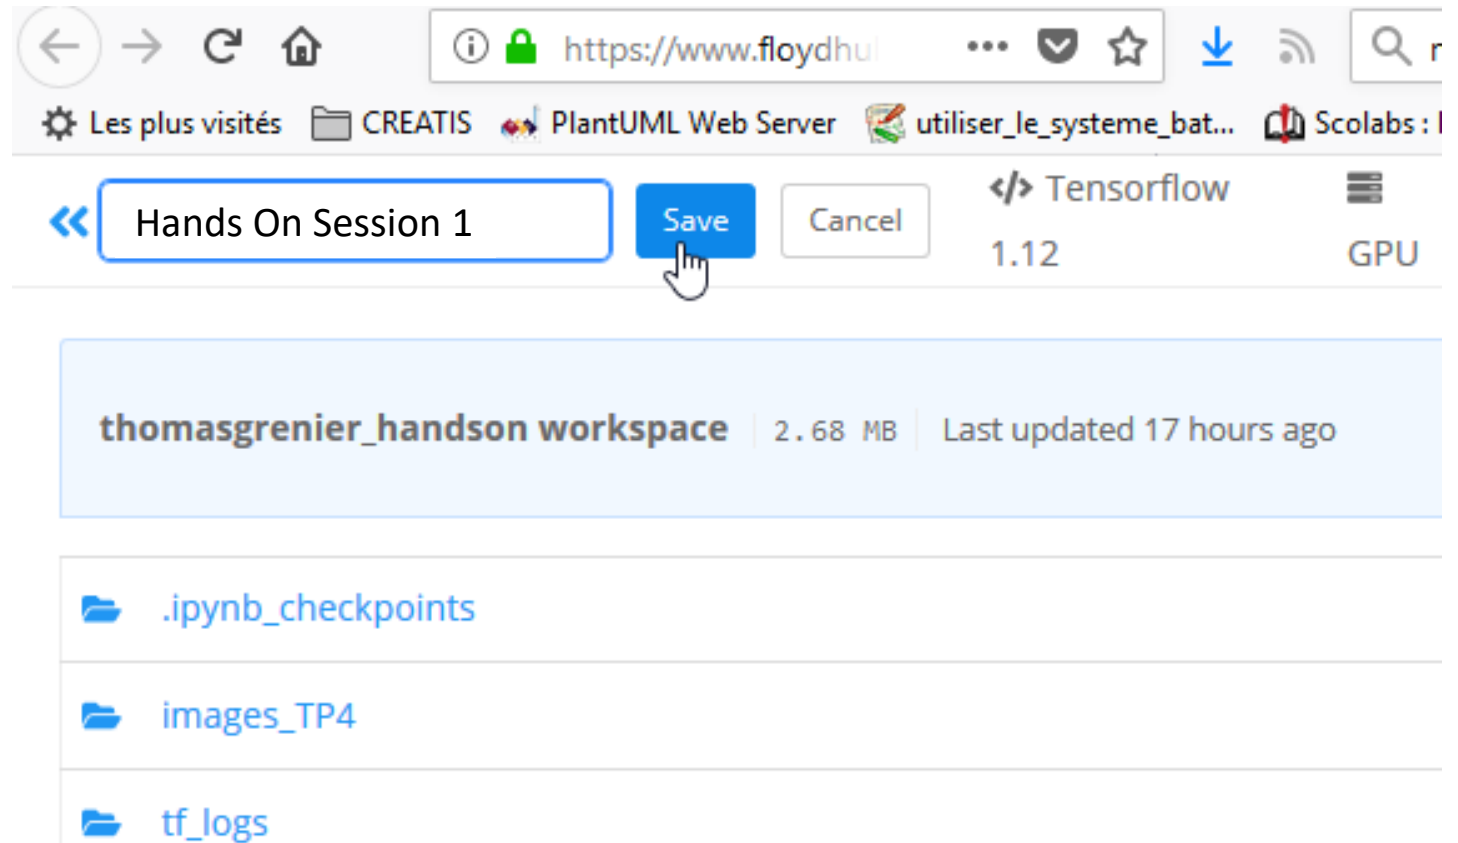 https://www.floydhu
Les plus visités CREATIS PlantUML Web Server utiliser_le_systeme_bat... Scolabs :
Hands On Session 1 Save Cancel </> Tensorflow
1.12 GPU
thomasgrenier_handson workspace 2.68 MB Last updated 17 hours ago
.ipynb_checkpoints
images_TP4
tf_logs